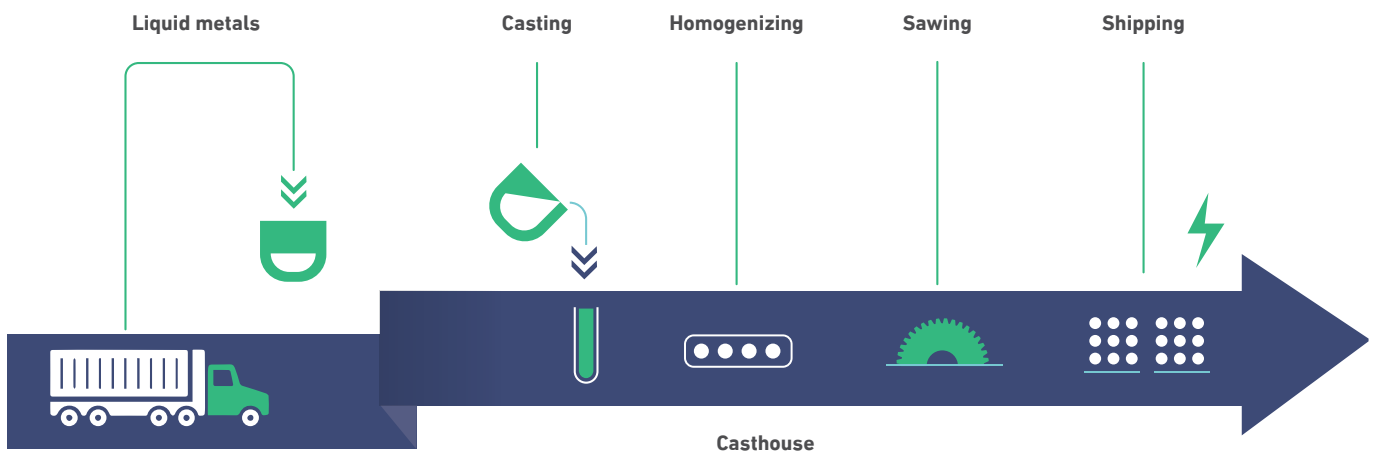 Liquid metals
Casting
Homogenizing
Sawing
Shipping
Casthouse